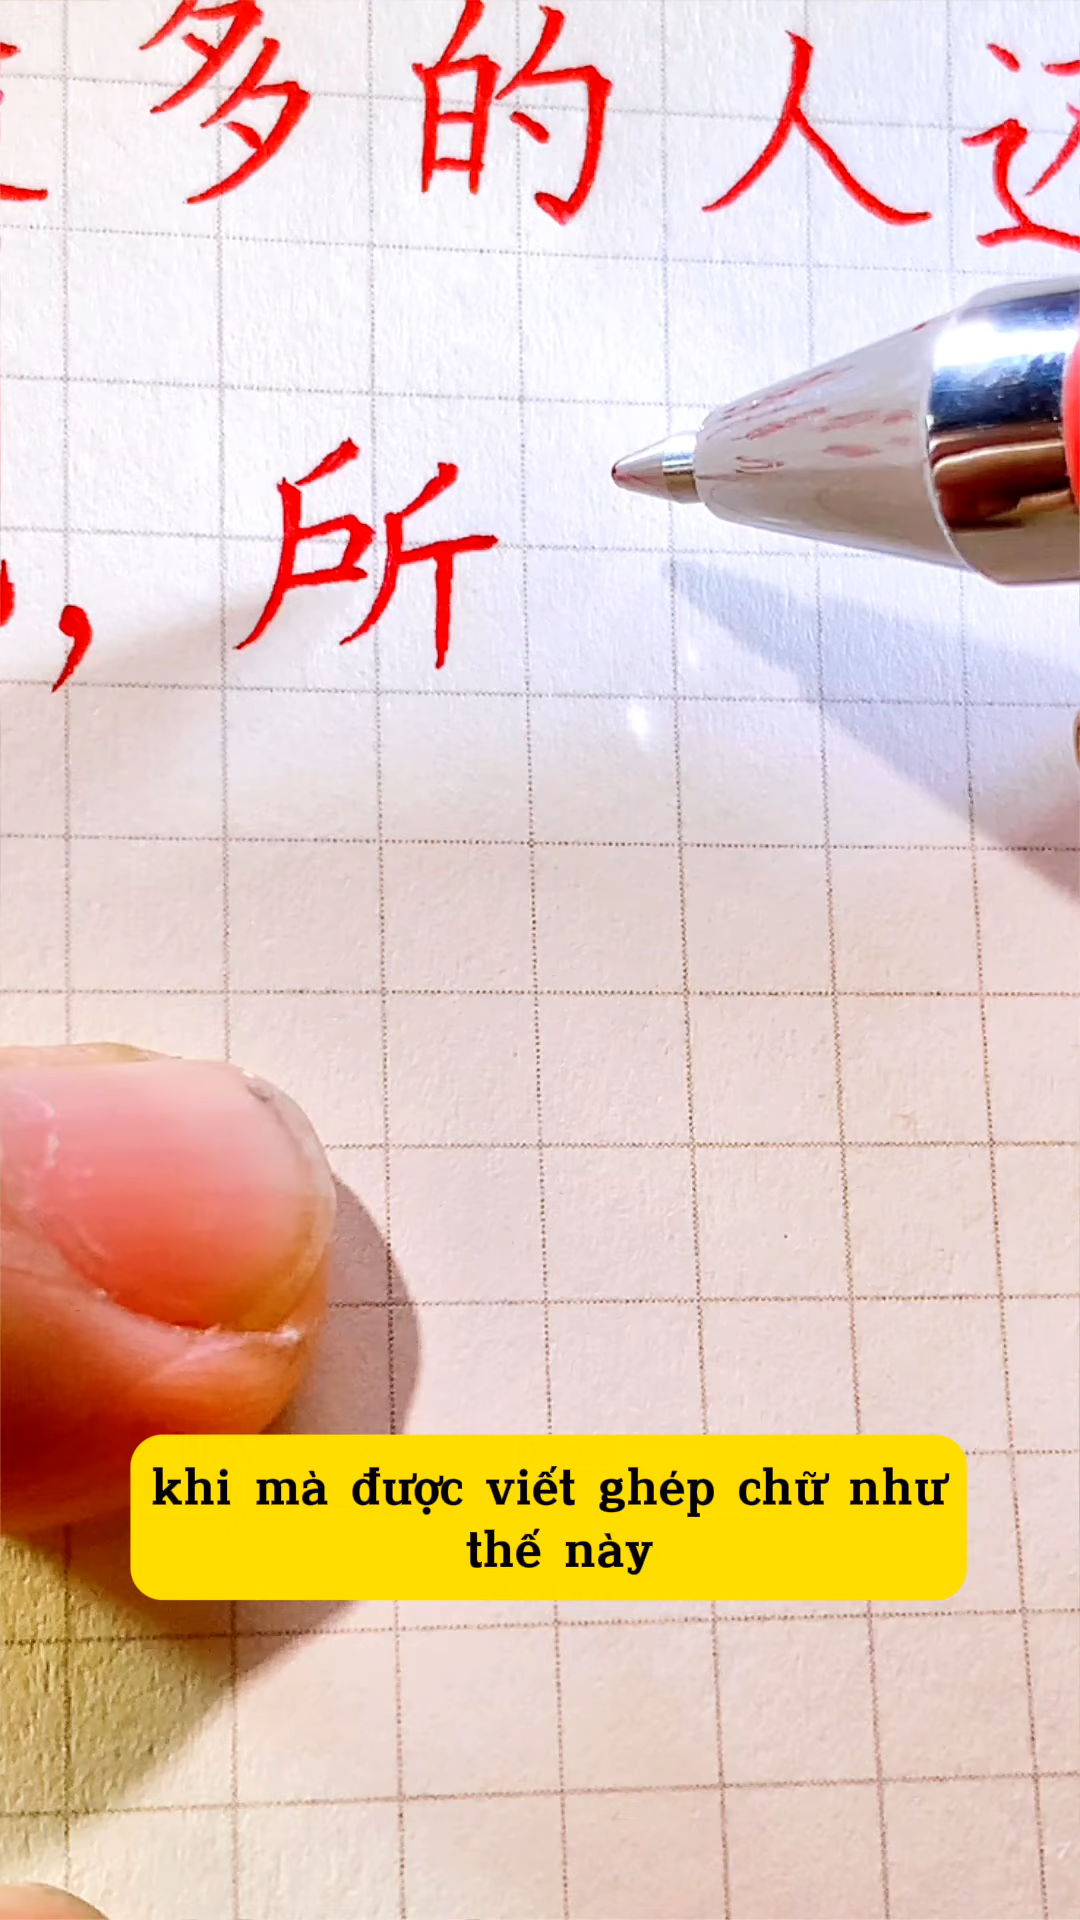 多的人
，所
khi mà được viết ghép chữ như
thế này